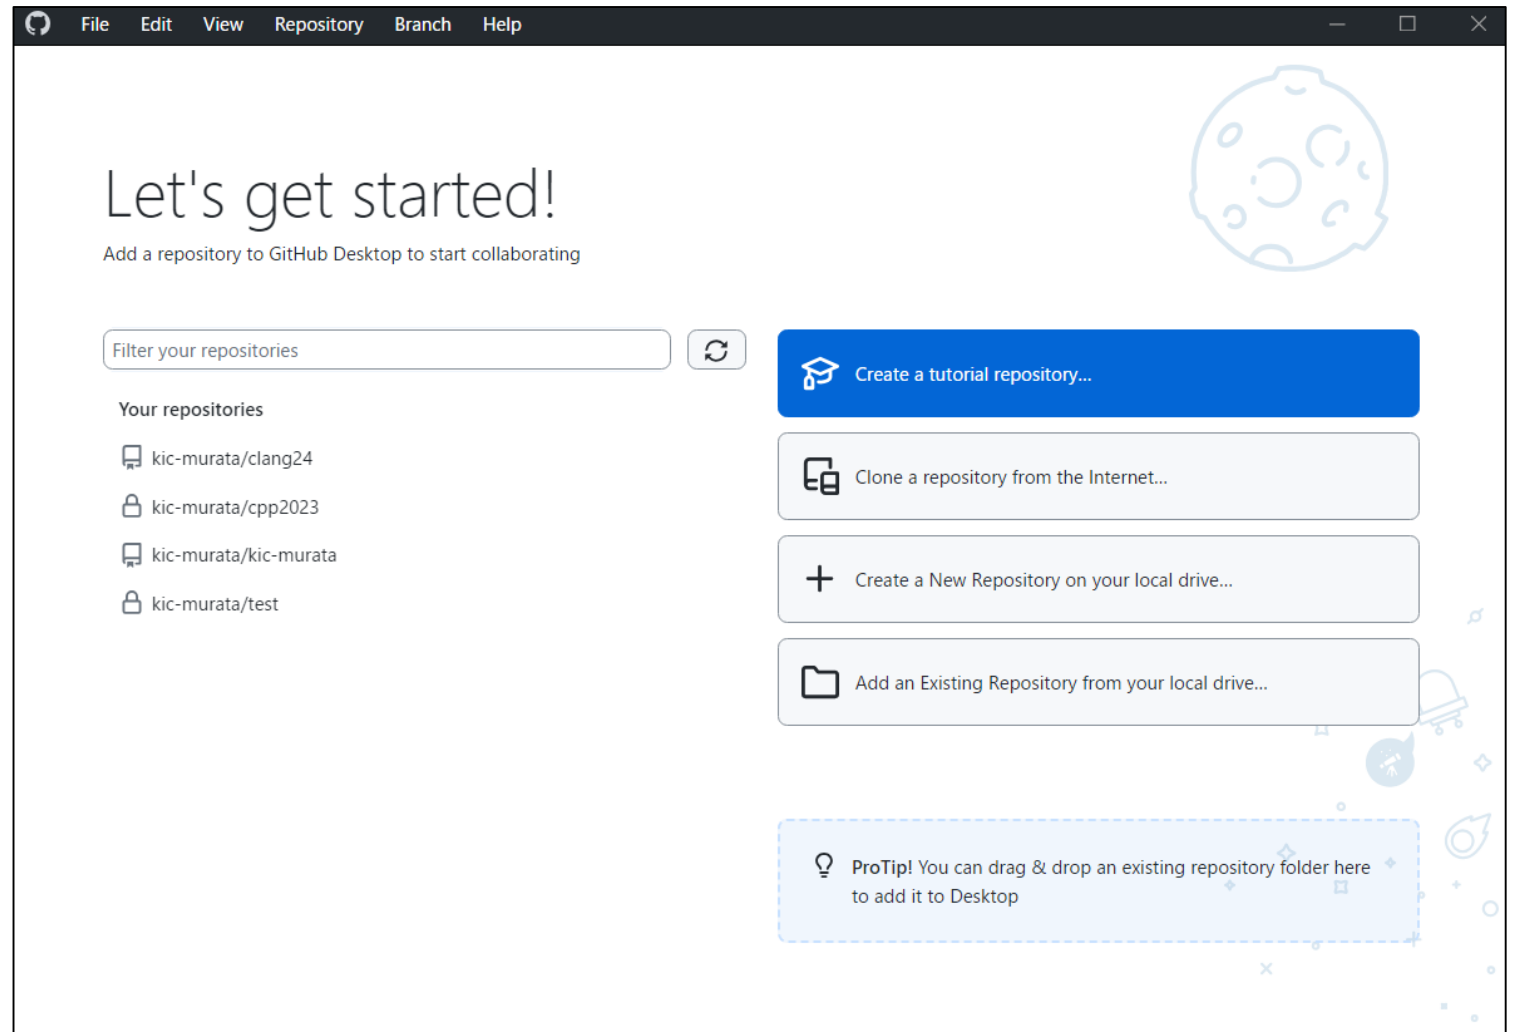 File Edit View Repository Branch Help
Let's get started!
Add a repository to GitHub Desktop to start collaborating
Filter your repositories
Your repositories
kic-murata/clang24
kic-murata/cpp2023
kic-murata/kic-murata
kic-murata/test
Create a tutorial repository...
Clone a repository from the Internet...
Create a New Repository on your local drive...
Add an Existing Repository from your local drive...
ProTip! You can drag & drop an existing repository folder here
to add it to Desktop